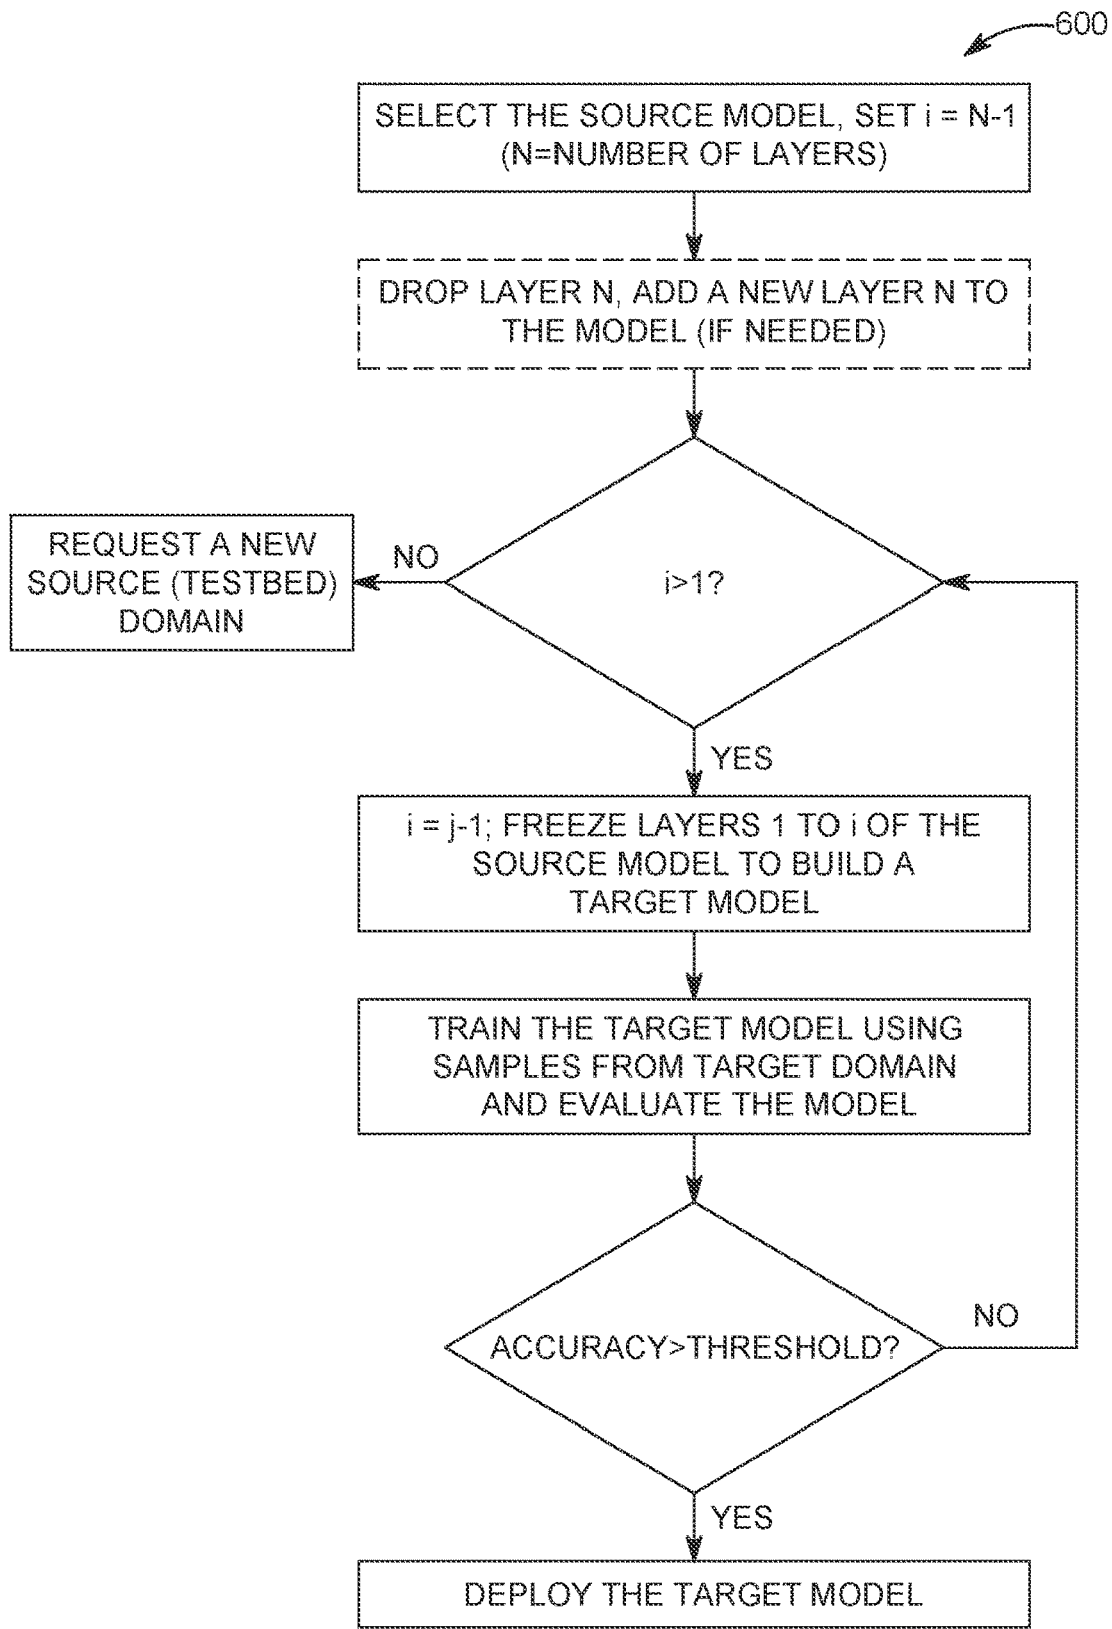 600
SELECT THE SOURCE MODEL, SET i = N-1
(N=NUMBER OF LAYERS)
DROP LAYER N, ADD A NEW LAYER N TO
THE MODEL (IF NEEDED)
i>1?
NO
REQUEST A NEW
SOURCE (TESTBED)
DOMAIN
YES
i = j-1; FREEZE LAYERS 1 TO i OF THE
SOURCE MODEL TO BUILD A
TARGET MODEL
TRAIN THE TARGET MODEL USING
SAMPLES FROM TARGET DOMAIN
AND EVALUATE THE MODEL
ACCURACY>THRESHOLD?
NO
YES
DEPLOY THE TARGET MODEL